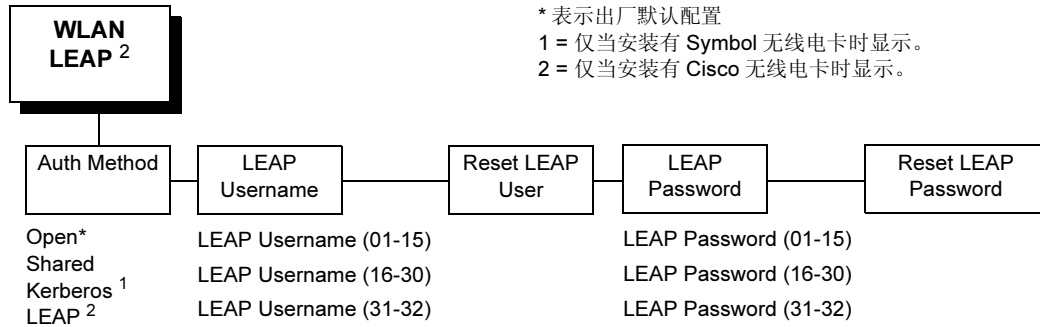 WLAN
LEAP 2
* 表示出厂默认配置
1 = 仅当安装有 Symbol 无线电卡时显示。
2 = 仅当安装有 Cisco 无线电卡时显示。
Auth Method
LEAP
Username
Reset LEAP
User
LEAP
Password
Reset LEAP
Password
Open*
Shared
Kerberos 1
LEAP 2
LEAP Username (01-15)
LEAP Username (16-30)
LEAP Username (31-32)
LEAP Password (01-15)
LEAP Password (16-30)
LEAP Password (31-32)